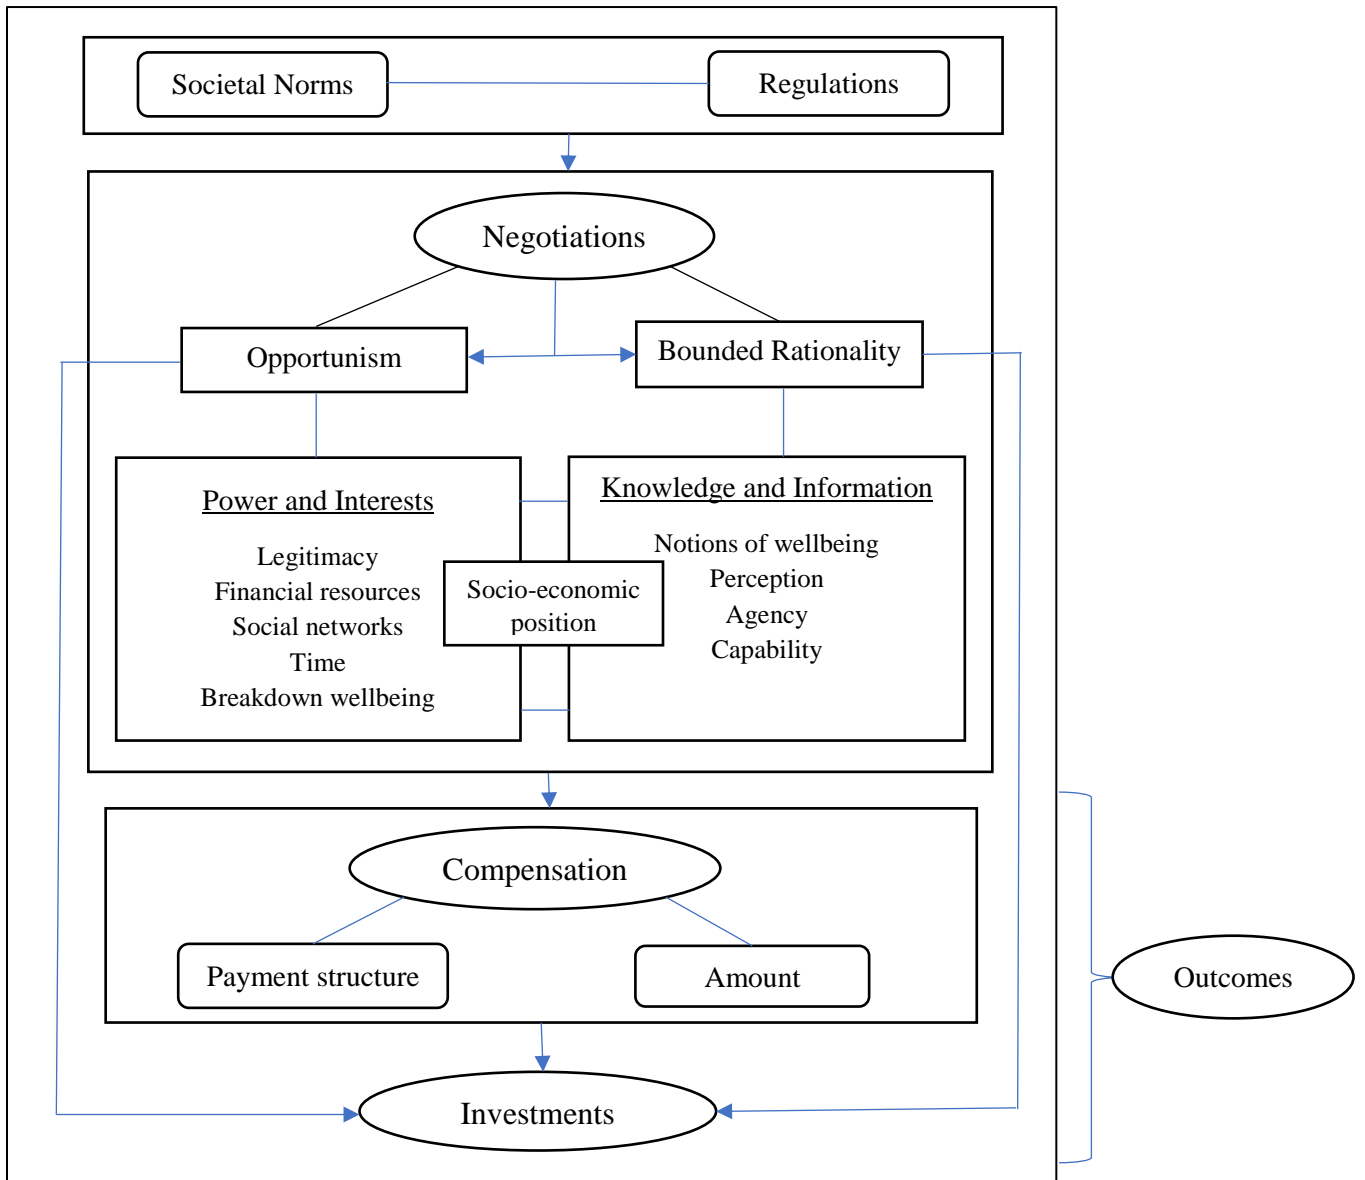 Societal Norms
Regulations
Negotiations
Opportunism
Bounded Rationality
Power and Interests
Legitimacy
Financial resources
Social networks
Time
Breakdown wellbeing
Knowledge and Information
Notions of wellbeing
Perception
Agency
Capability
Socio-economic
position
Compensation
Payment structure
Amount
Outcomes
Investments